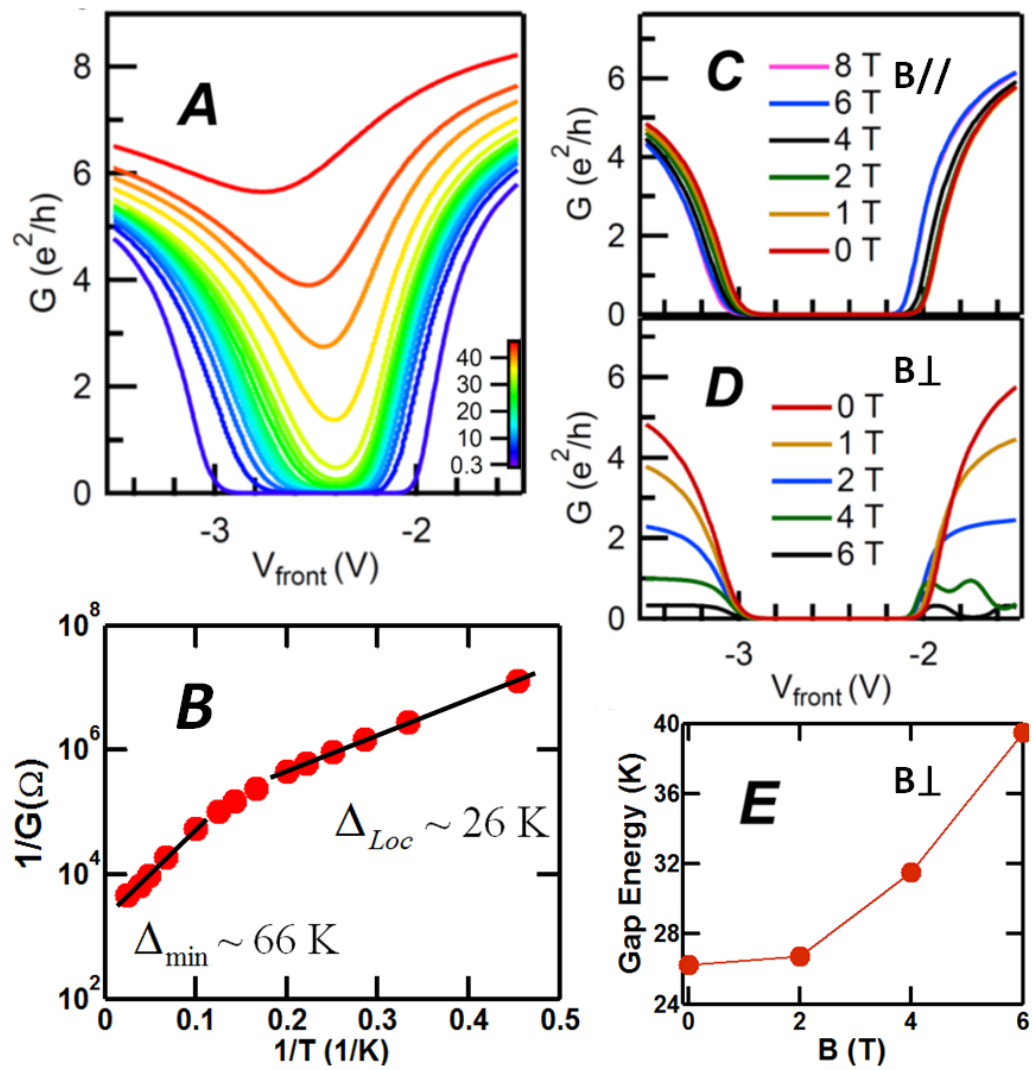 A
8
6
4
2
0
G (e²/h)
40
30
20
10
0.3
-3
-2
V_front (V)
C
B//
8 T
6 T
4 T
2 T
1 T
0 T
6
4
2
0
G (e²/h)
D
B⊥
0 T
1 T
2 T
4 T
6 T
6
4
2
0
G (e²/h)
-3
-2
V_front (V)
B
10⁸
10⁶
10⁴
10²
1/G(Ω)
Δ_Loc ~ 26 K
Δ_min ~ 66 K
0.0
0.1
0.2
0.3
0.4
0.5
1/T (1/K)
E
B⊥
40
36
32
28
24
Gap Energy (K)
0
2
4
6
B (T)